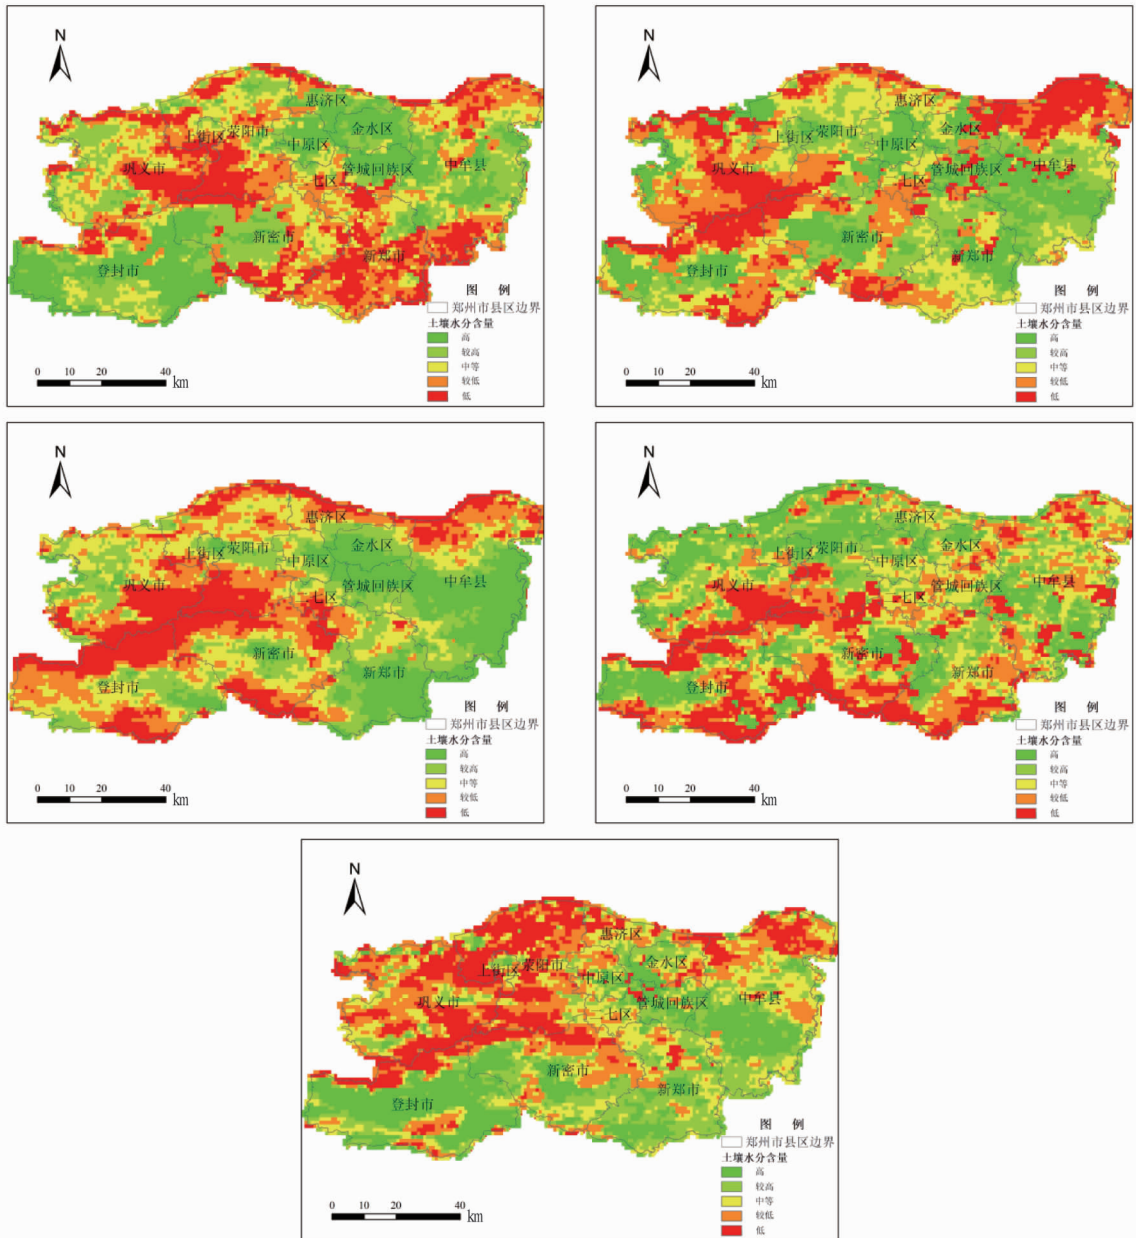 N
惠济区
金水区
上街区
荥阳市
中原区
巩义市
二七区
管城回族区
中牟县
新密市
新郑市
登封市
图 例
郑州市县区边界
土壤水分含量
高
较高
中等
较低
低
0 10 20 40 km
N
惠济区
金水区
上街区
荥阳市
中原区
巩义市
二七区
管城回族区
中牟县
新密市
新郑市
登封市
图 例
郑州市县区边界
土壤水分含量
高
较高
中等
较低
低
0 10 20 40 km
N
惠济区
金水区
上街区
荥阳市
中原区
巩义市
二七区
管城回族区
中牟县
新密市
新郑市
登封市
图 例
郑州市县区边界
土壤水分含量
高
较高
中等
较低
低
0 10 20 40 km
N
惠济区
金水区
上街区
荥阳市
中原区
巩义市
二七区
管城回族区
中牟县
新密市
新郑市
登封市
图 例
郑州市县区边界
土壤水分含量
高
较高
中等
较低
低
0 10 20 40 km
N
惠济区
金水区
上街区
荥阳市
中原区
巩义市
二七区
管城回族区
中牟县
新密市
新郑市
登封市
图 例
郑州市县区边界
土壤水分含量
高
较高
中等
较低
低
0 10 20 40 km